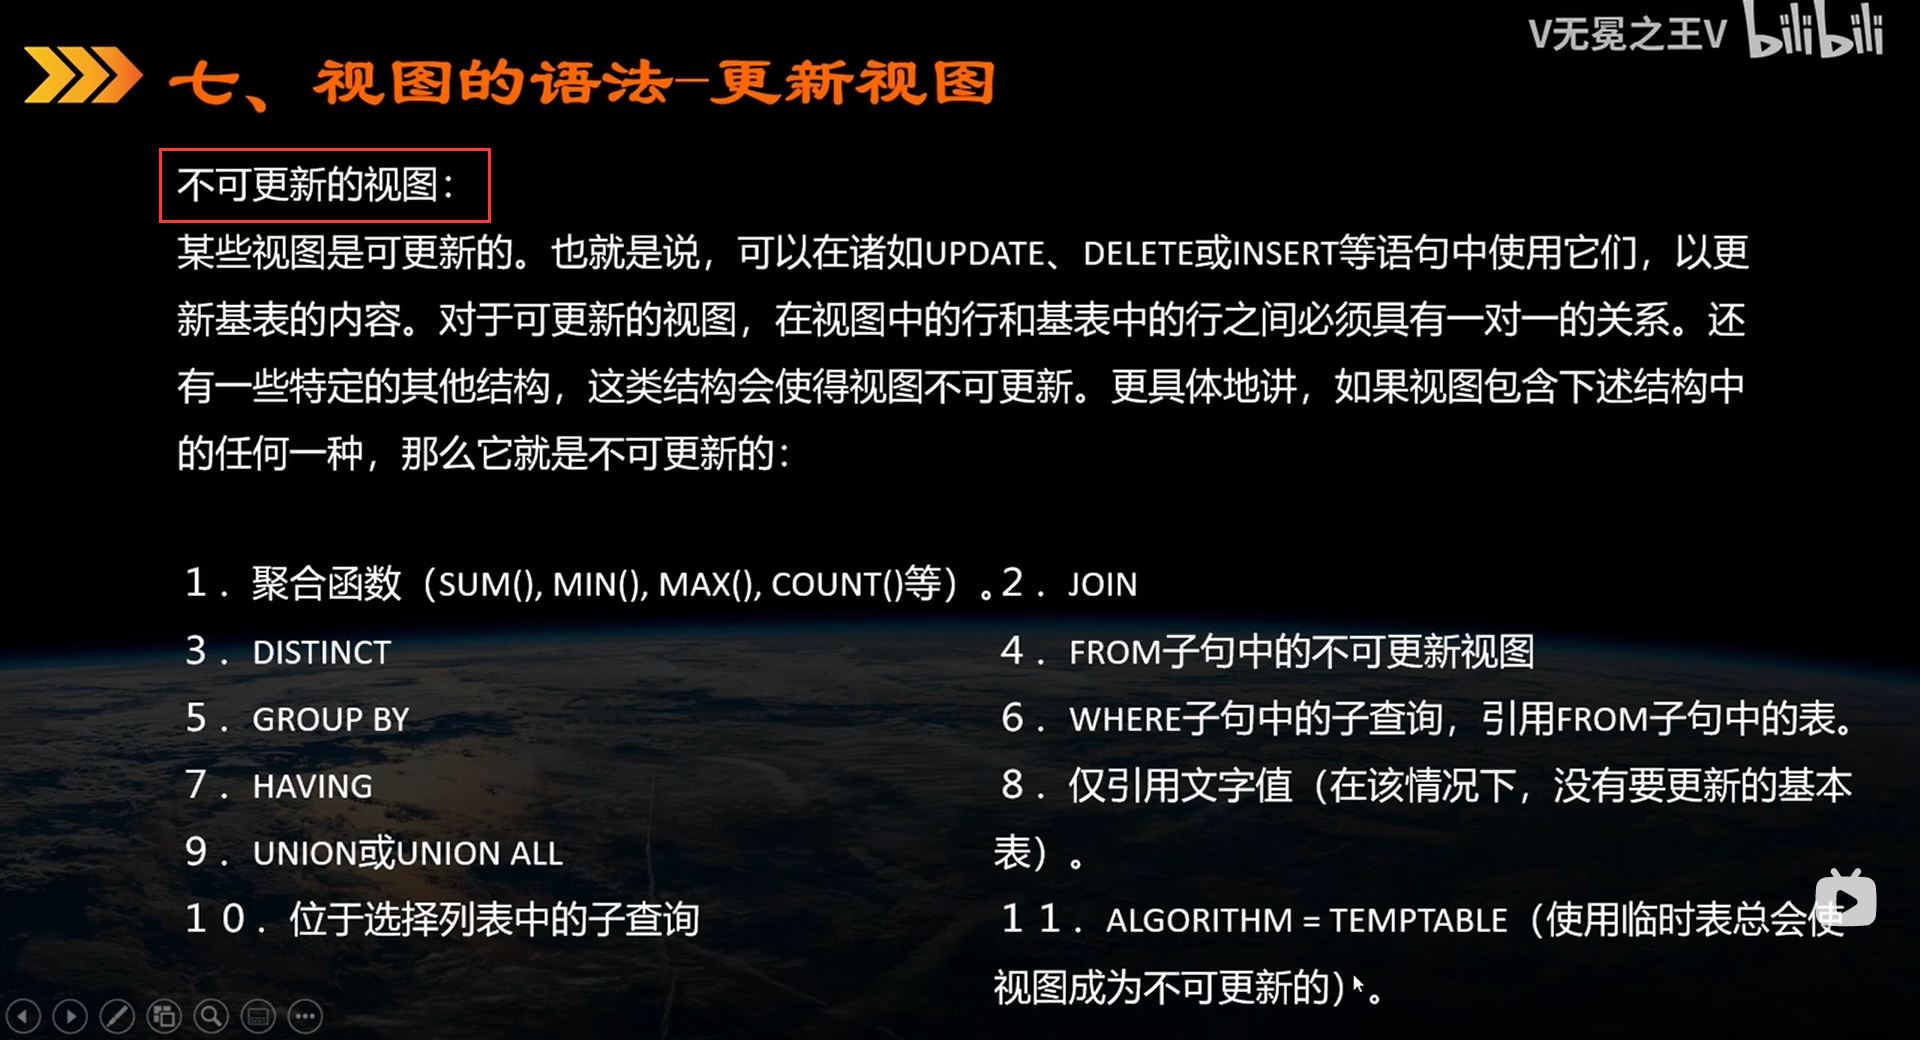 V无冕之王V bilibili
七、视图的语法-更新视图
不可更新的视图：
某些视图是可更新的。也就是说，可以在诸如UPDATE、DELETE或INSERT等语句中使用它们，以更
新基表的内容。对于可更新的视图，在视图中的行和基表中的行之间必须具有一对一的关系。还
有一些特定的其他结构，这类结构会使得视图不可更新。更具体地讲，如果视图包含下述结构中
的任何一种，那么它就是不可更新的：
１．聚合函数（SUM(), MIN(), MAX(), COUNT()等）。２．JOIN
３．DISTINCT
４．FROM子句中的不可更新视图
５．GROUP BY
６．WHERE子句中的子查询，引用FROM子句中的表。
７．HAVING
８．仅引用文字值（在该情况下，没有要更新的基本
表）。
９．UNION或UNION ALL
１０．位于选择列表中的子查询
１１．ALGORITHM = TEMPTABLE（使用临时表总会使
视图成为不可更新的）。